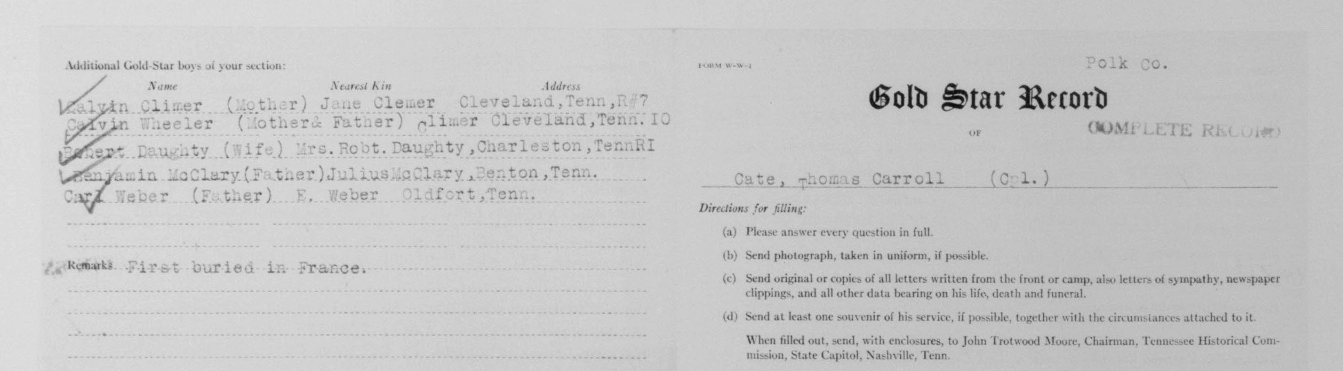 Additional Gold-Star boys of your section:
Name Nearest Kin Address
Calvin Climer (Mother) Jane Clemer Cleveland,Tenn,R#7
Calvin Wheeler (Mother& Father) climer Cleveland,Tenn.10
Robert Daughty (Wife) Mrs.Robt.Daughty,Charleston,TennRI
Benjamin McClary(Father)JuliusMcClary,Benton,Tenn.
Carl Weber (Father) E. Weber Oldfort,Tenn.
Remarks. First buried in France.
FORM W-W-1
Polk Co.
Gold Star Record
OF
COMPLETE RECORD
Cate, Thomas Carroll (Cpl.)
Directions for filling:
(a) Please answer every question in full.
(b) Send photograph, taken in uniform, if possible.
(c) Send original or copies of all letters written from the front or camp, also letters of sympathy, newspaper
clippings, and all other data bearing on his life, death and funeral.
(d) Send at least one souvenir of his service, if possible, together with the circumstances attached to it.
When filled out, send, with enclosures, to John Trotwood Moore, Chairman, Tennessee Historical Com-
mission, State Capitol, Nashville, Tenn.